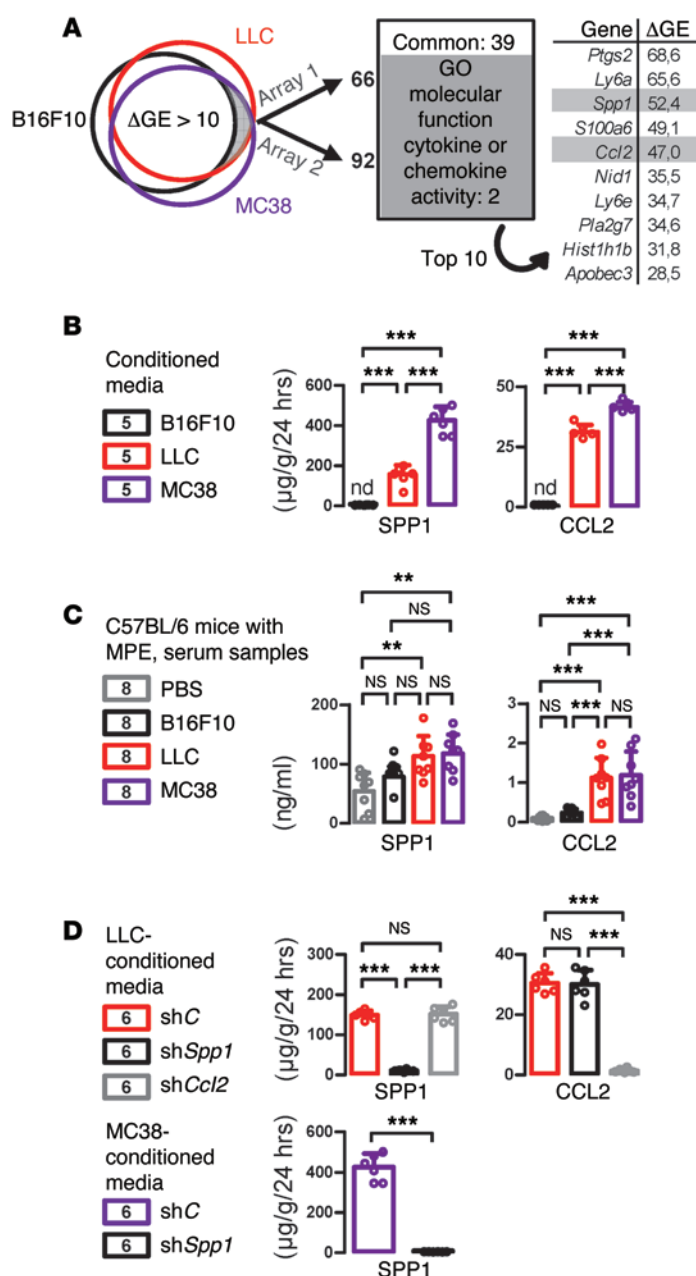 A
LLC
B16F10
ΔGE > 10
MC38
Array 1
Array 2
66
92
Common: 39
GO
molecular
function
cytokine or
chemokine
activity: 2
Top 10
Gene ΔGE
Ptgs2 68,6
Ly6a 65,6
Spp1 52,4
S100a6 49,1
Ccl2 47,0
Nid1 35,5
Ly6e 34,7
Pla2g7 34,6
Hist1h1b 31,8
Apobec3 28,5
B
Conditioned
media
5 B16F10
5 LLC
5 MC38
(µg/g/24 hrs)
600
400
200
0
***
*** ***
nd
SPP1
50
25
0
***
*** ***
nd
CCL2
C
C57BL/6 mice with
MPE, serum samples
8 PBS
8 B16F10
8 LLC
8 MC38
(ng/ml)
200
100
0
**
NS
**
NS NS NS
SPP1
3
2
1
0
***
***
***
NS *** NS
CCL2
D
LLC-
conditioned
media
6 shC
6 shSpp1
6 shCcl2
(µg/g/24 hrs)
300
200
100
0
NS
*** ***
SPP1
40
20
0
***
NS ***
CCL2
MC38-
conditioned
media
6 shC
6 shSpp1
(µg/g/24 hrs)
600
400
200
0
***
SPP1